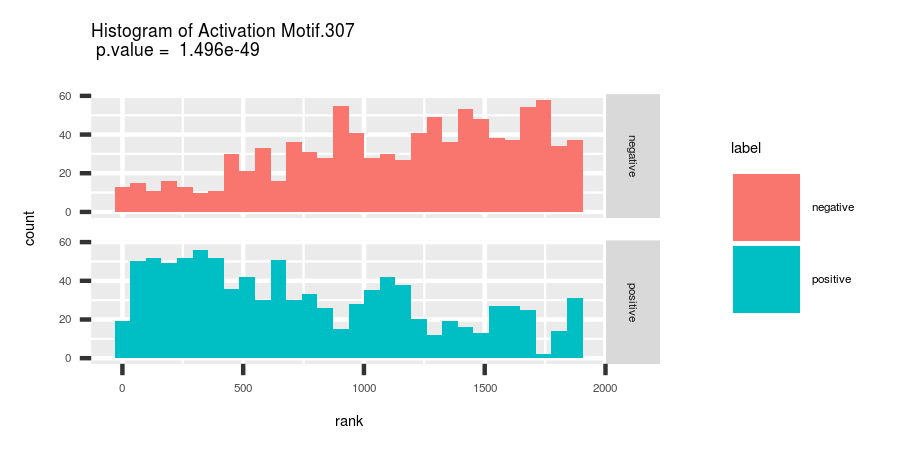 Histogram of Activation Motif.307
p.value = 1.496e-49
60
40
20
0
negative
60
40
20
0
positive
count
0
500
1000
1500
2000
rank
label
negative
positive